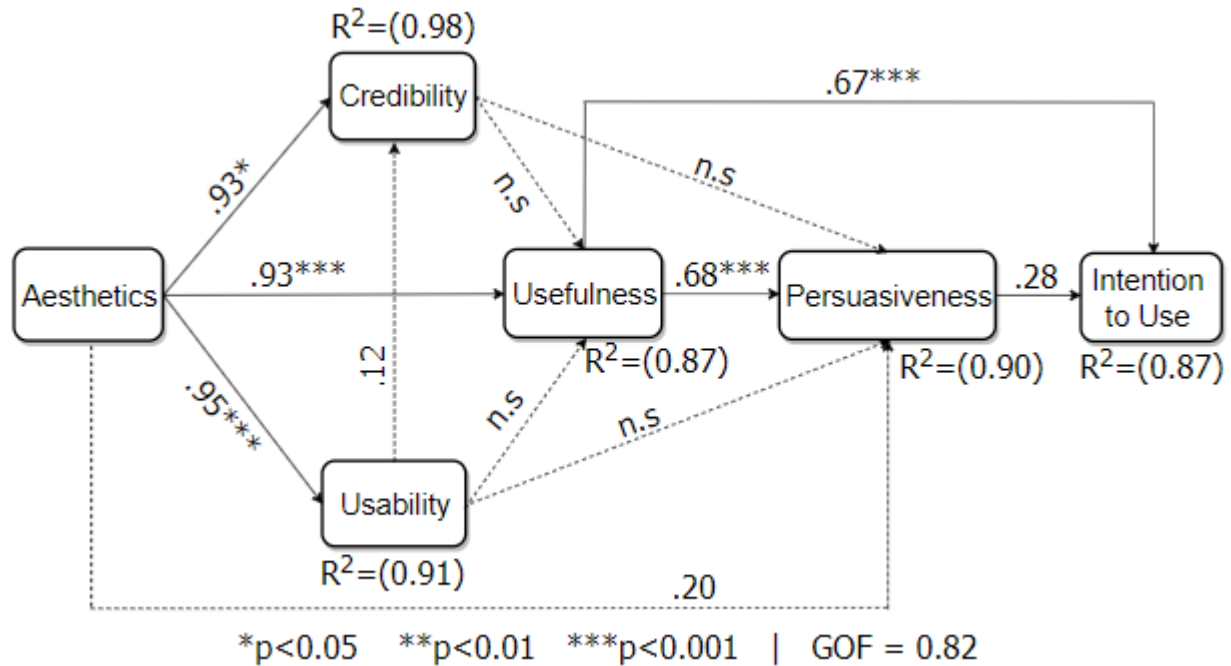 R²=(0.98)
Credibility
.67***
.93*
n.s
n.s
Aesthetics
.93***
Usefulness
.68***
Persuasiveness
.28
Intention
to Use
.12
R²=(0.87)
R²=(0.90)
R²=(0.87)
.95***
n.s
n.s
Usability
R²=(0.91)
.20
*p<0.05 **p<0.01 ***p<0.001 | GOF = 0.82